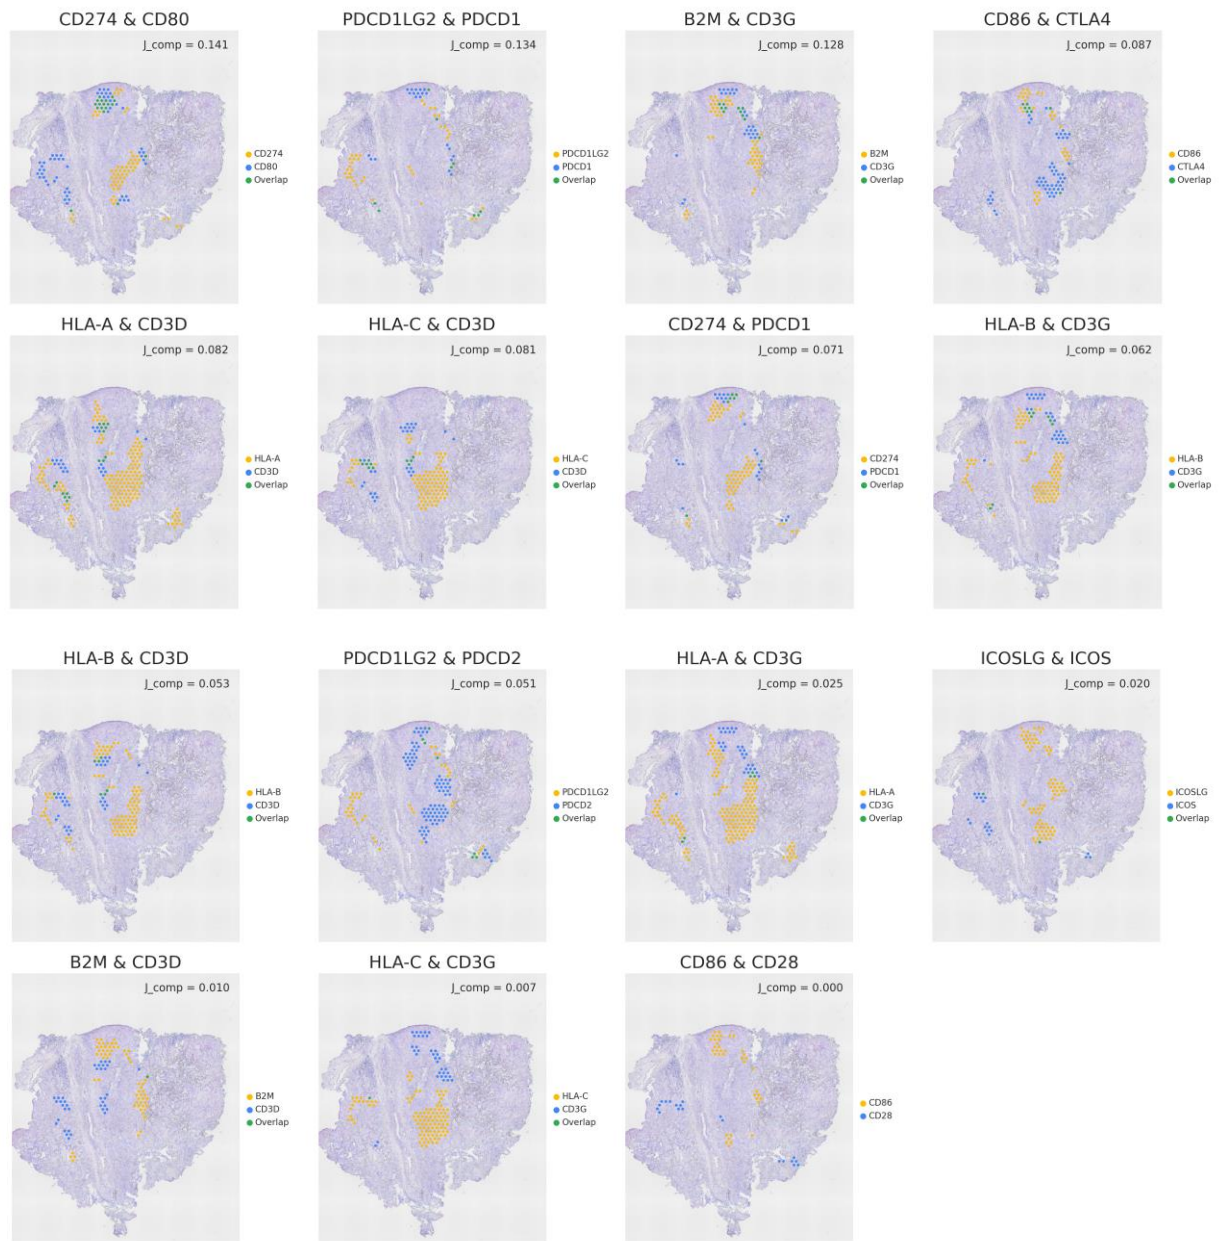 CD274 & CD80
J_comp = 0.141
CD274
CD80
Overlap
PDCD1LG2 & PDCD1
J_comp = 0.134
PDCD1LG2
PDCD1
Overlap
B2M & CD3G
J_comp = 0.128
B2M
CD3G
Overlap
CD86 & CTLA4
J_comp = 0.087
CD86
CTLA4
Overlap
HLA-A & CD3D
J_comp = 0.082
HLA-A
CD3D
Overlap
HLA-C & CD3D
J_comp = 0.081
HLA-C
CD3D
Overlap
CD274 & PDCD1
J_comp = 0.071
CD274
PDCD1
Overlap
HLA-B & CD3G
J_comp = 0.062
HLA-B
CD3G
Overlap
HLA-B & CD3D
J_comp = 0.053
HLA-B
CD3D
Overlap
PDCD1LG2 & PDCD2
J_comp = 0.051
PDCD1LG2
PDCD2
Overlap
HLA-A & CD3G
J_comp = 0.025
HLA-A
CD3G
Overlap
ICOSLG & ICOS
J_comp = 0.020
ICOSLG
ICOS
Overlap
B2M & CD3D
J_comp = 0.010
B2M
CD3D
Overlap
HLA-C & CD3G
J_comp = 0.007
HLA-C
CD3G
Overlap
CD86 & CD28
J_comp = 0.000
CD86
CD28